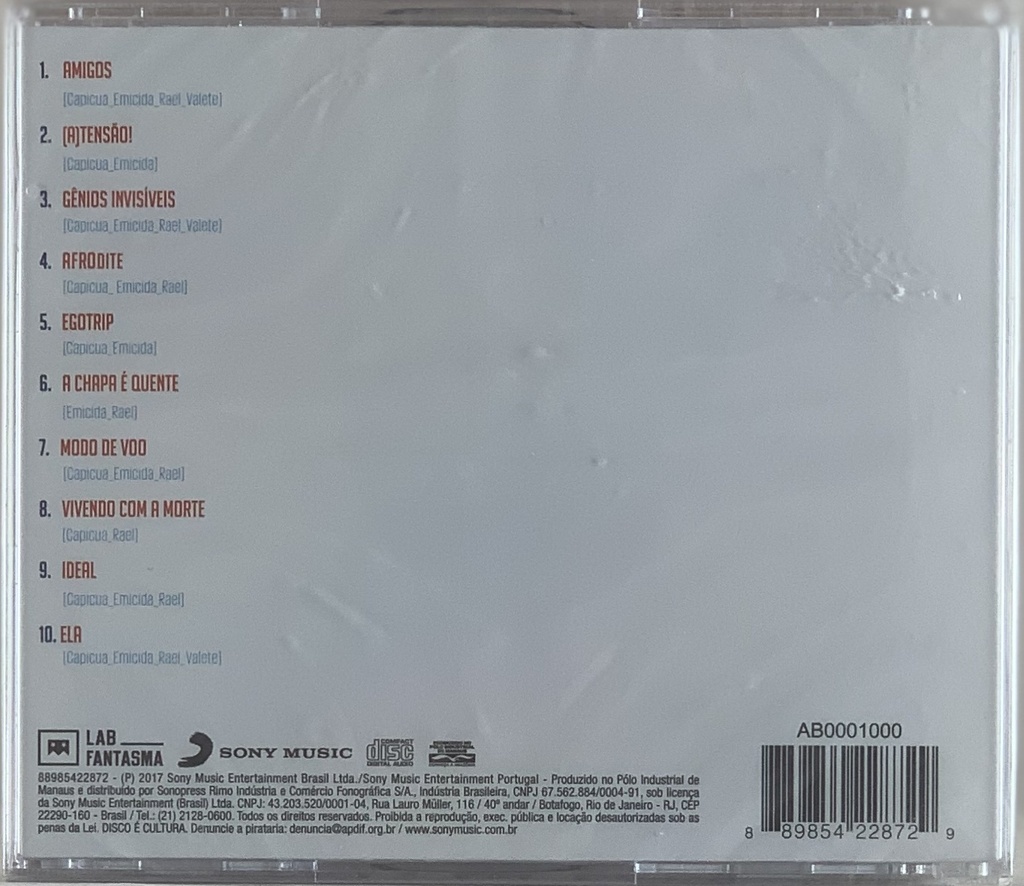 1. AMIGOS
[Capicua_Emicida_Rael_Valete]
2. (A)TENSÃO!
[Capicua_Emicida]
3. GÊNIOS INVISÍVEIS
[Capicua_Emicida_Rael_Valete]
4. AFRODITE
[Capicua_ Emicida_Rael]
5. EGOTRIP
[Capicua_Emicida]
6. A CHAPA É QUENTE
[Emicida_Rael]
7. MODO DE VOO
[Capicua_Emicida_Rael]
8. VIVENDO COM A MORTE
[Capicua_Rael]
9. IDEAL
[Capicua_Emicida_Rael]
10. ELA
[Capicua_Emicida_Rael_Valete]
LAB
FANTASMA
SONY MUSIC
COMPACT
disc
DIGITAL AUDIO
88985422872 - (P) 2017 Sony Music Entertainment Brasil Ltda./Sony Music Entertainment Portugal - Produzido no Pólo Industrial de
Manaus e distribuido por Sonopress Rimo Indústria e Comércio Fonográfica S/A., Indústria Brasileira, CNPJ 67.562.884/0004-91, sob licença
da Sony Music Entertainment (Brasil) Ltda. CNPJ: 43.203.520/0001-04, Rua Lauro Müller, 116 / 40º andar / Botafogo, Rio de Janeiro - RJ, CEP
22290-160 - Brasil / Tel.: (21) 2128-0600. Todos os direitos reservados. Proibida a reprodução, exec. pública e locação desautorizadas sob as
penas da Lei. DISCO É CULTURA. Denuncie a pirataria: denuncia@apdif.org.br / www.sonymusic.com.br
AB0001000
8 89854 22872 9